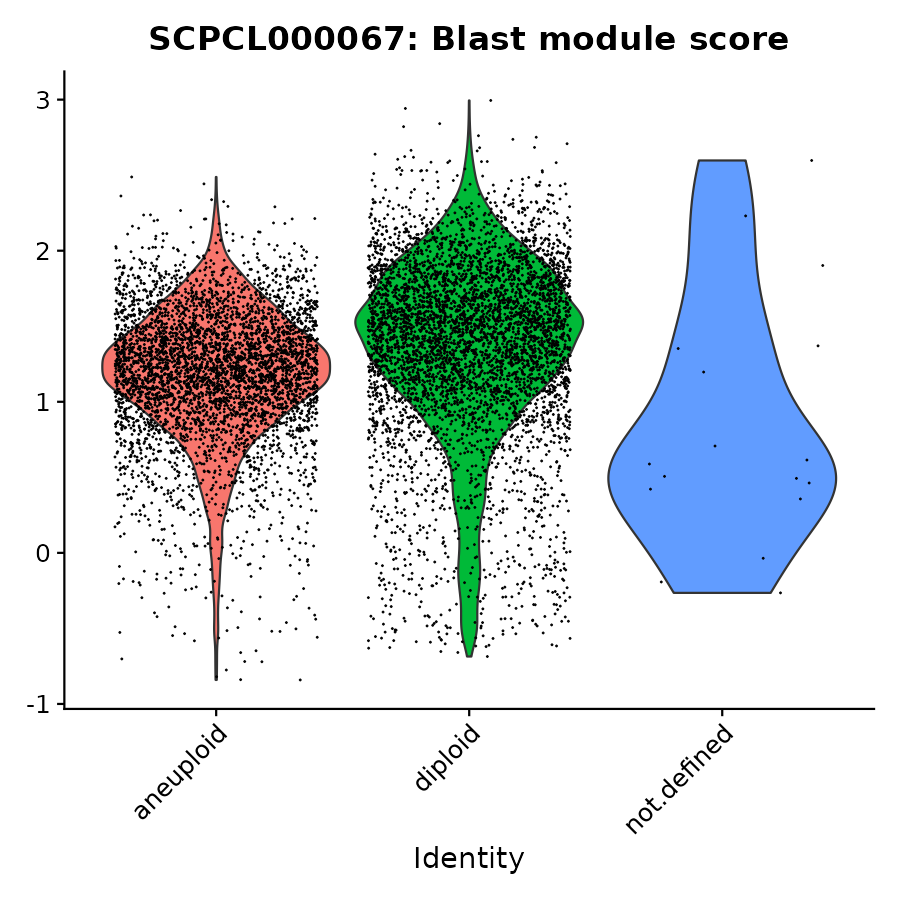 SCPCL000067: Blast module score
3
2
1
0
-1
aneuploid
diploid
not.defined
Identity